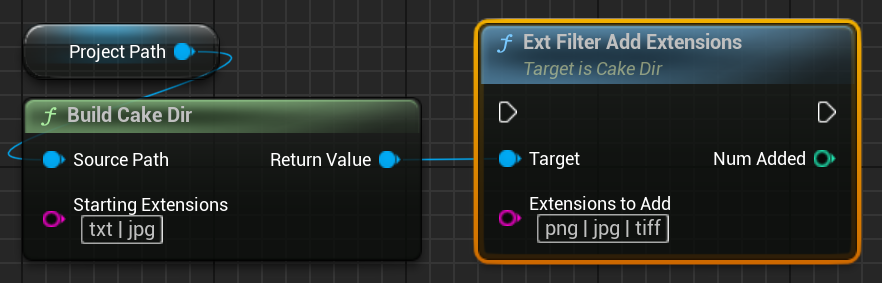 Project Path
Build Cake Dir
Source Path
Return Value
Starting Extensions
txt | jpg
Ext Filter Add Extensions
Target is Cake Dir
Target
Num Added
Extensions to Add
png | jpg | tiff